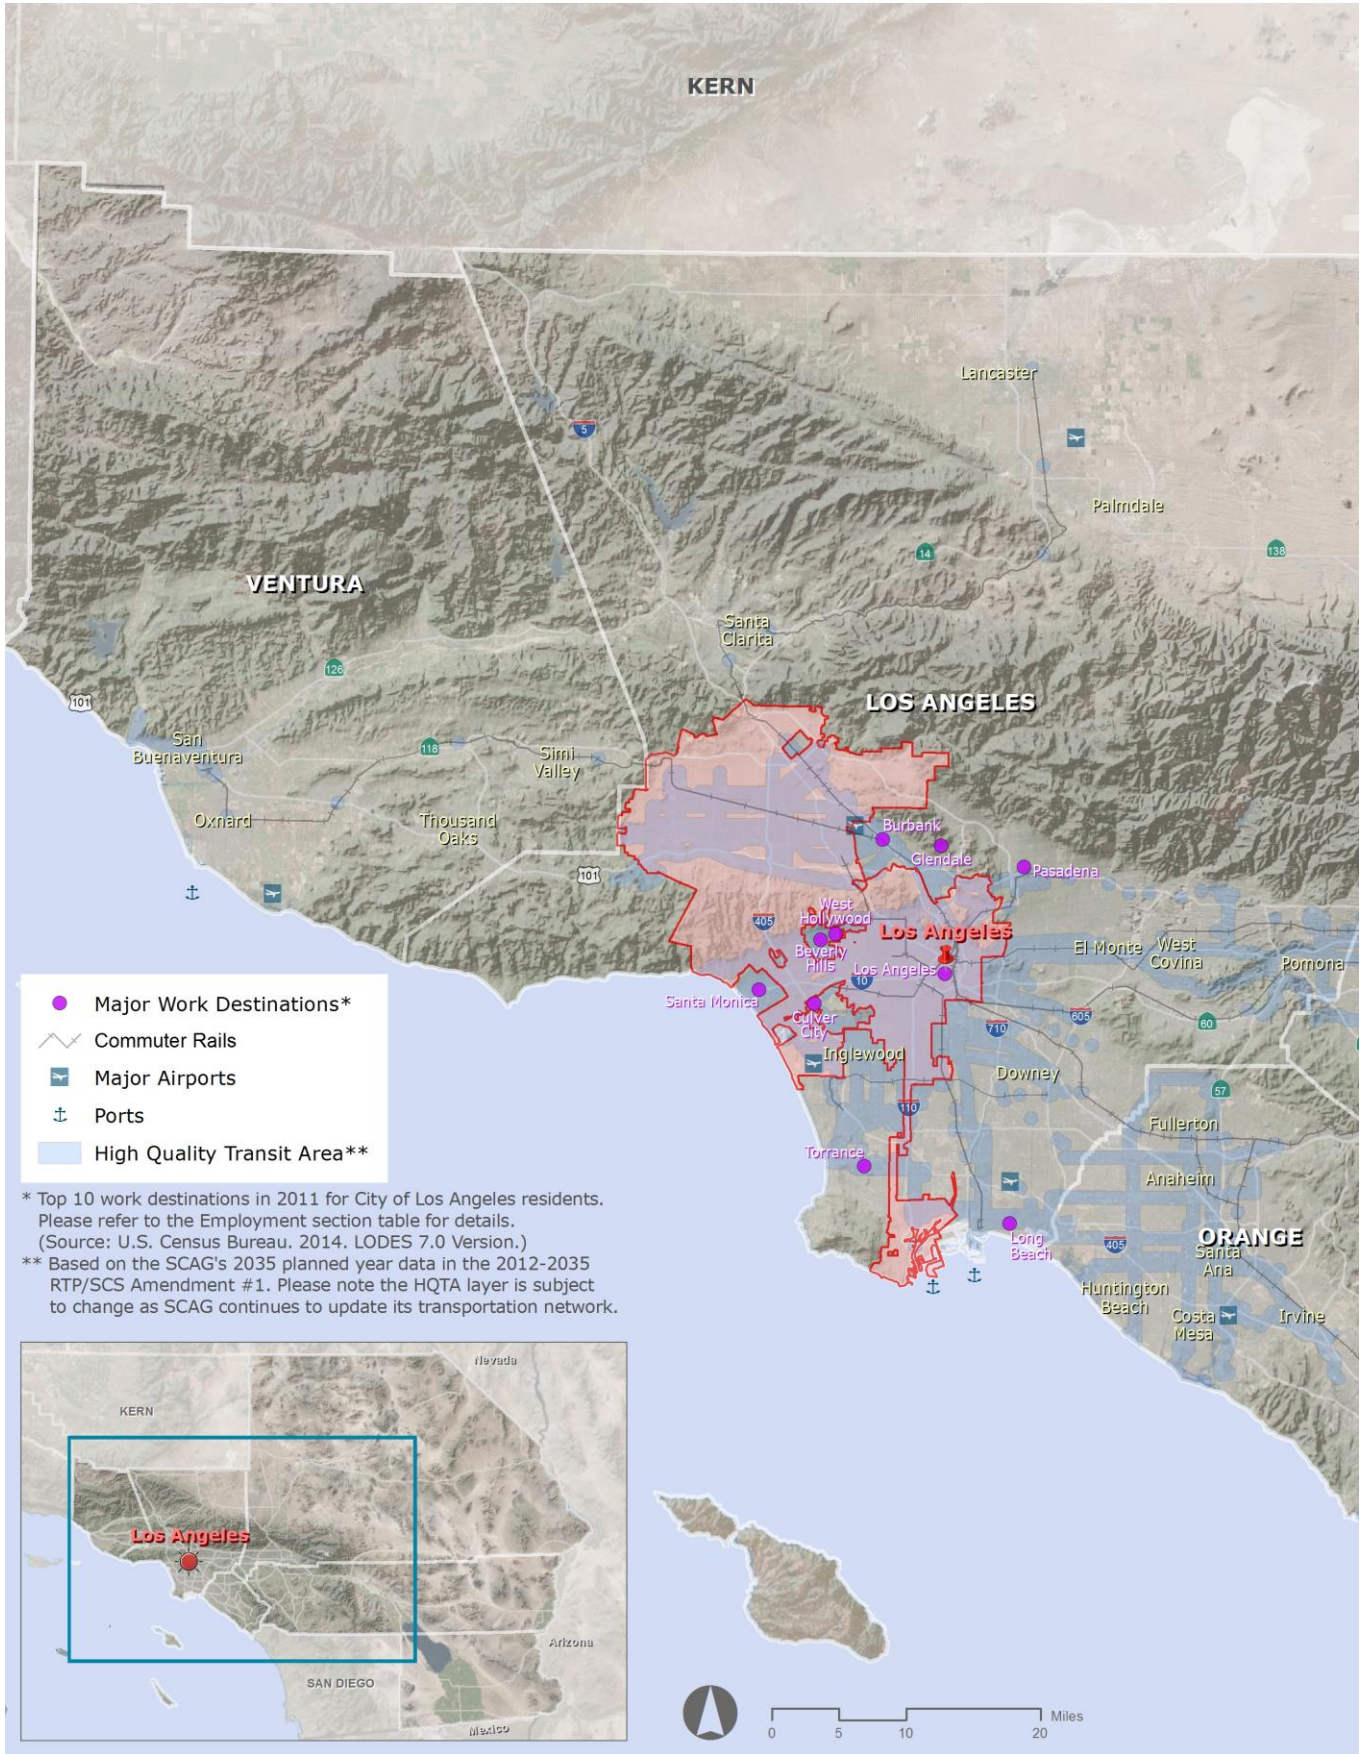 KERN
Lancaster
5
Palmdale
14
138
VENTURA
Santa
Clarita
126
101
LOS ANGELES
San
Buenaventura
118
Simi
Valley
Oxnard
Thousand
Oaks
Burbank
Glendale
Pasadena
101
West
Hollywood
405
Los Angeles
Beverly
Hills
El Monte
West
Covina
Pomona
Los Angeles
10
Santa Monica
Culver
City
605
60
710
Inglewood
Downey
57
110
Fullerton
Torrance
Anaheim
Long
Beach
405
ORANGE
Santa
Ana
Huntington
Beach
Costa
Mesa
Irvine
Major Work Destinations*
Commuter Rails
Major Airports
Ports
High Quality Transit Area**
* Top 10 work destinations in 2011 for City of Los Angeles residents.
Please refer to the Employment section table for details.
(Source: U.S. Census Bureau. 2014. LODES 7.0 Version.)
** Based on the SCAG's 2035 planned year data in the 2012-2035
RTP/SCS Amendment #1. Please note the HQTA layer is subject
to change as SCAG continues to update its transportation network.
Nevada
KERN
Los Angeles
Arizona
SAN DIEGO
Mexico
Miles
0 5 10 20